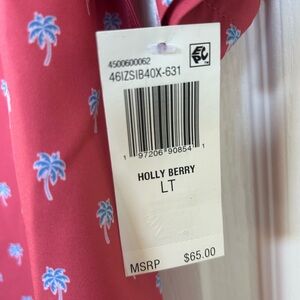 4500600062
46IZSIB40X-631
1 97206 90854 1
HOLLY BERRY
LT
MSRP $65.00